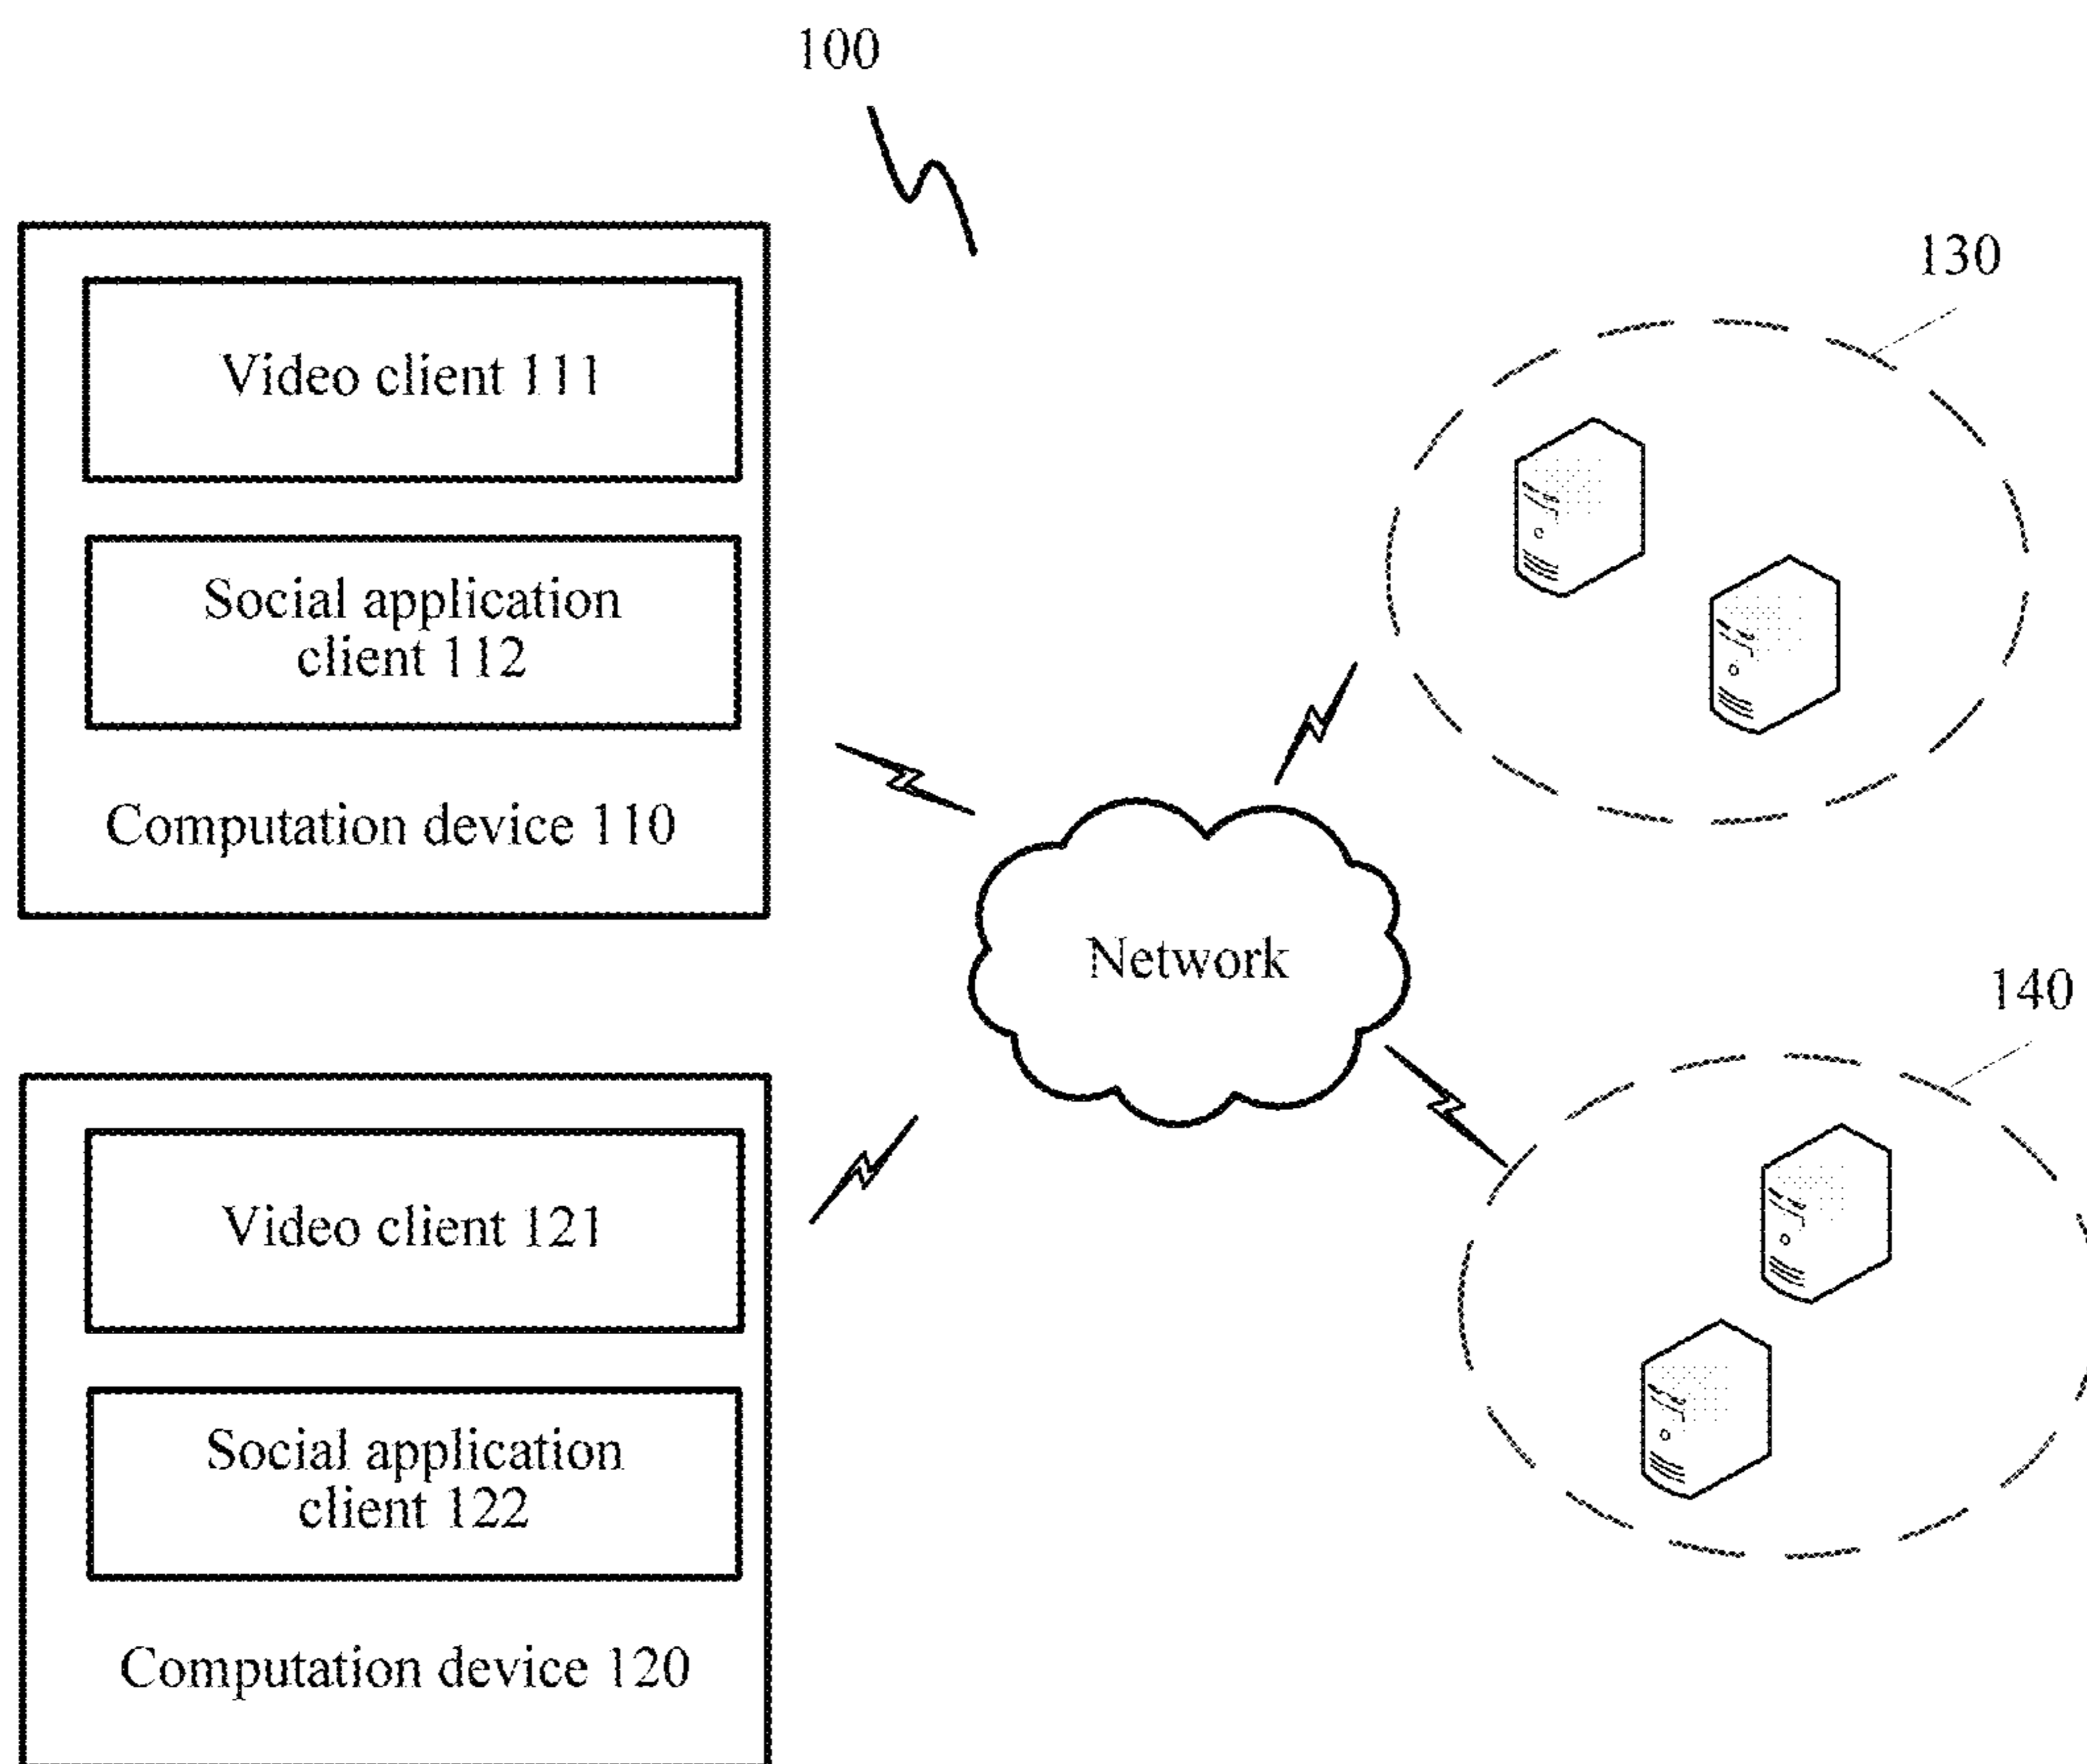 100
130
Video client 111
Social application
client 112
Computation device 110
Network
140
Video client 121
Social application
client 122
Computation device 120